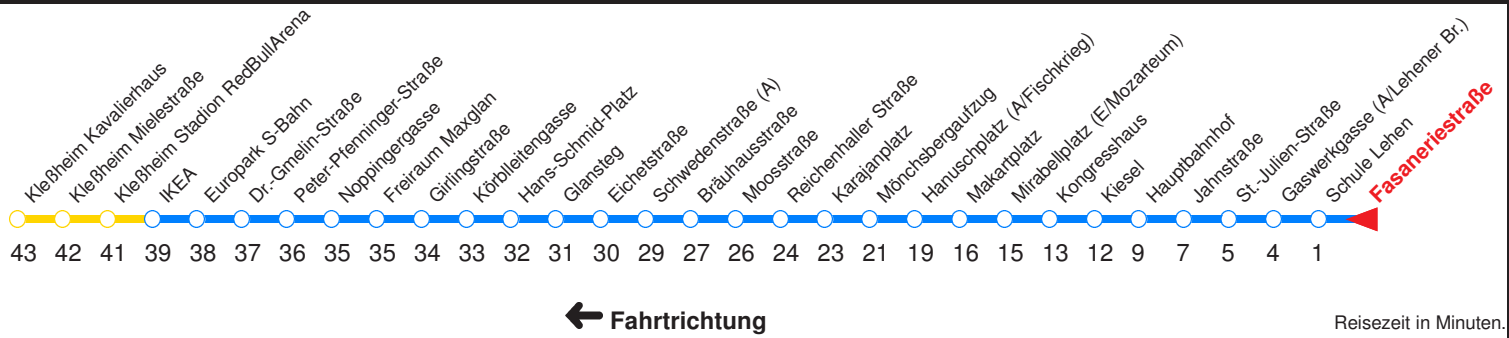 Kleßheim Kavalierhaus
Kleßheim Mielestraße
Kleßheim Stadion RedBullArena
IKEA
Europark S-Bahn
Dr.-Gmelin-Straße
Peter-Pfenninger-Straße
Noppingergasse
Freiraum Maxglan
Girlingstraße
Körblleitengasse
Hans-Schmid-Platz
Glansteg
Eichetstraße
Schwedenstraße (A)
Bräuhausstraße
Moosstraße
Reichenhaller Straße
Karajanplatz
Mönchsbergaufzug
Hanuschplatz (A/Fischkrieg)
Makartplatz
Mirabellplatz (E/Mozarteum)
Kongresshaus
Kiesel
Hauptbahnhof
Jahnstraße
St.-Julien-Straße
Gaswerkgasse (A/Lehener Br.)
Schule Lehen
Fasaneriestraße
43 42 41 39 38 37 36 35 35 34 33 32 31 30 29 27 26 24 23 21 19 16 15 13 12 9 7 5 4 1
Fahrtrichtung
Reisezeit in Minuten.